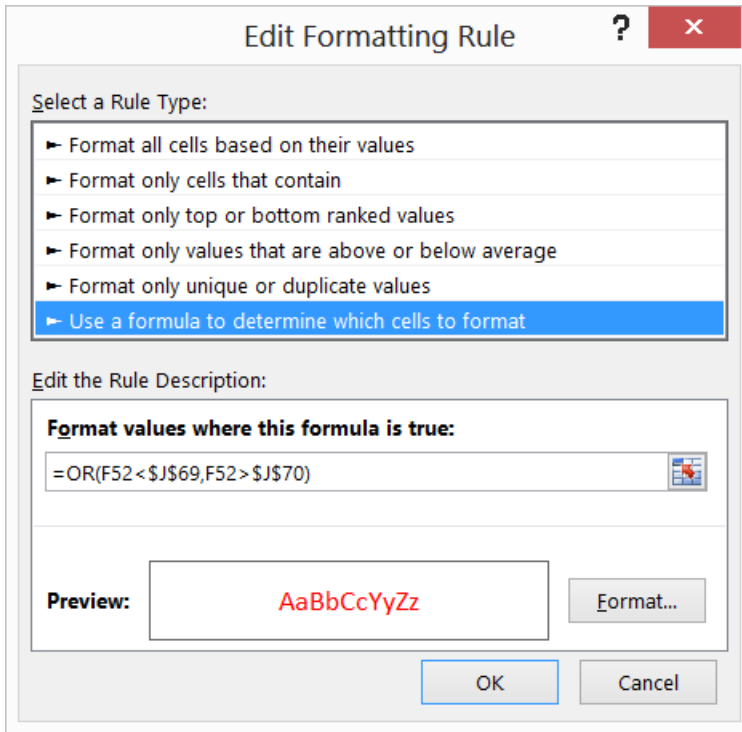 Edit Formatting Rule ? ×
Select a Rule Type:
► Format all cells based on their values
► Format only cells that contain
► Format only top or bottom ranked values
► Format only values that are above or below average
► Format only unique or duplicate values
► Use a formula to determine which cells to format
Edit the Rule Description:
Format values where this formula is true:
=OR(F52<$J$69,F52>$J$70)
Preview: AaBbCcYyZz Format...
OK Cancel